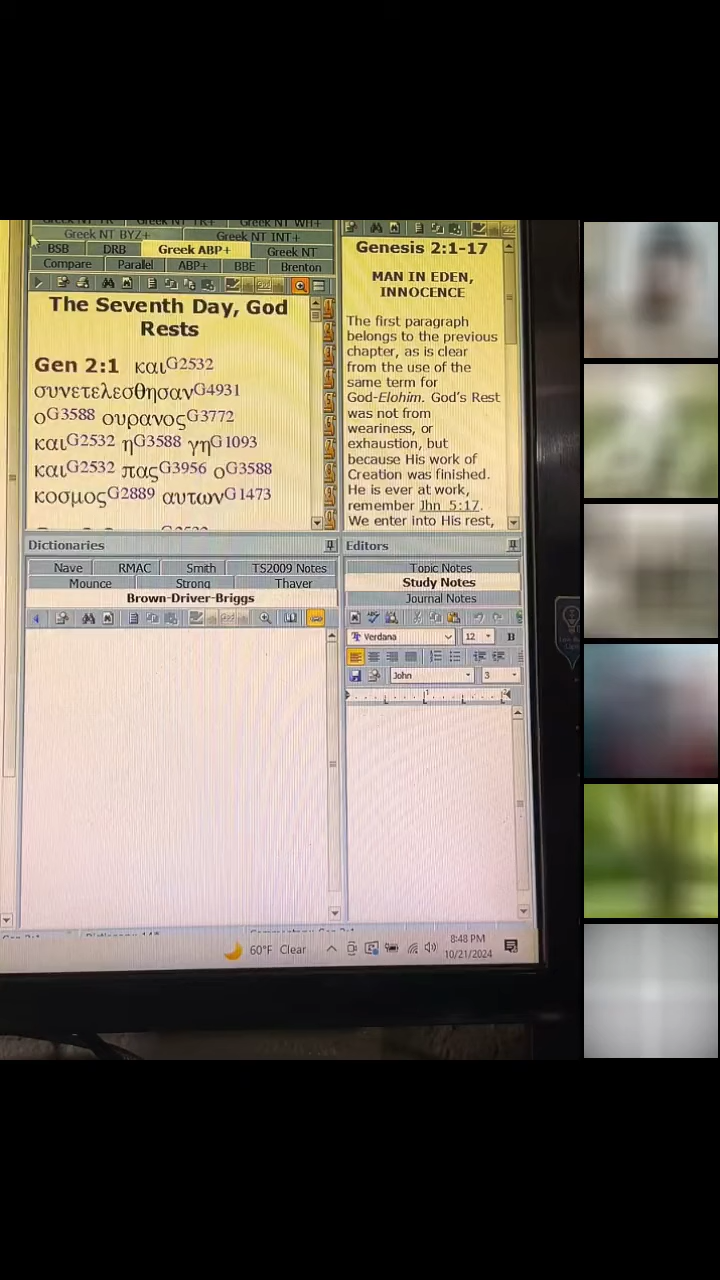 Greek NT BYZ+ Greek NT INT+
BSB DRB Greek ABP+ Greek NT
Compare Parallel ABP+ BBE Brenton
The Seventh Day, God
Rests
Gen 2:1 καιG2532
συνετελεσθησανG4931
οG3588 ουρανοςG3772
καιG2532 ηG3588 γηG1093
καιG2532 παςG3956 οG3588
κοσμοςG2889 αυτωνG1473
Genesis 2:1-17
MAN IN EDEN,
INNOCENCE
The first paragraph
belongs to the previous
chapter, as is clear
from the use of the
same term for
God-Elohim. God's Rest
was not from
weariness, or
exhaustion, but
because His work of
Creation was finished.
He is ever at work,
remember Jhn 5:17.
We enter into His rest,
Dictionaries
Nave RMAC Smith TS2009 Notes
Mounce Strong Thaver
Brown-Driver-Briggs
Editors
Topic Notes
Study Notes
Journal Notes
Verdana 12 B
John 3
60°F Clear
8:48 PM
10/21/2024